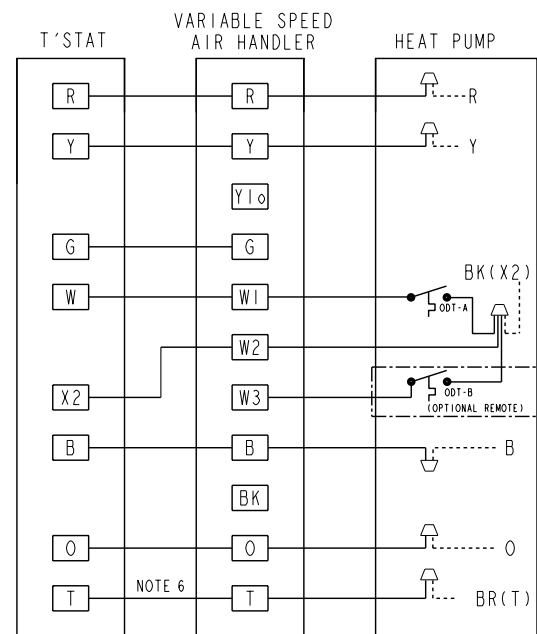 VARIABLE SPEED
T'STAT AIR HANDLER HEAT PUMP
R R R
Y Y Y
Y1o
G G
BK(X2)
W W1
ODT-A
W2
X2 W3
ODT-B
(OPTIONAL REMOTE)
B B B
BK
O O O
NOTE 6
T T BR(T)